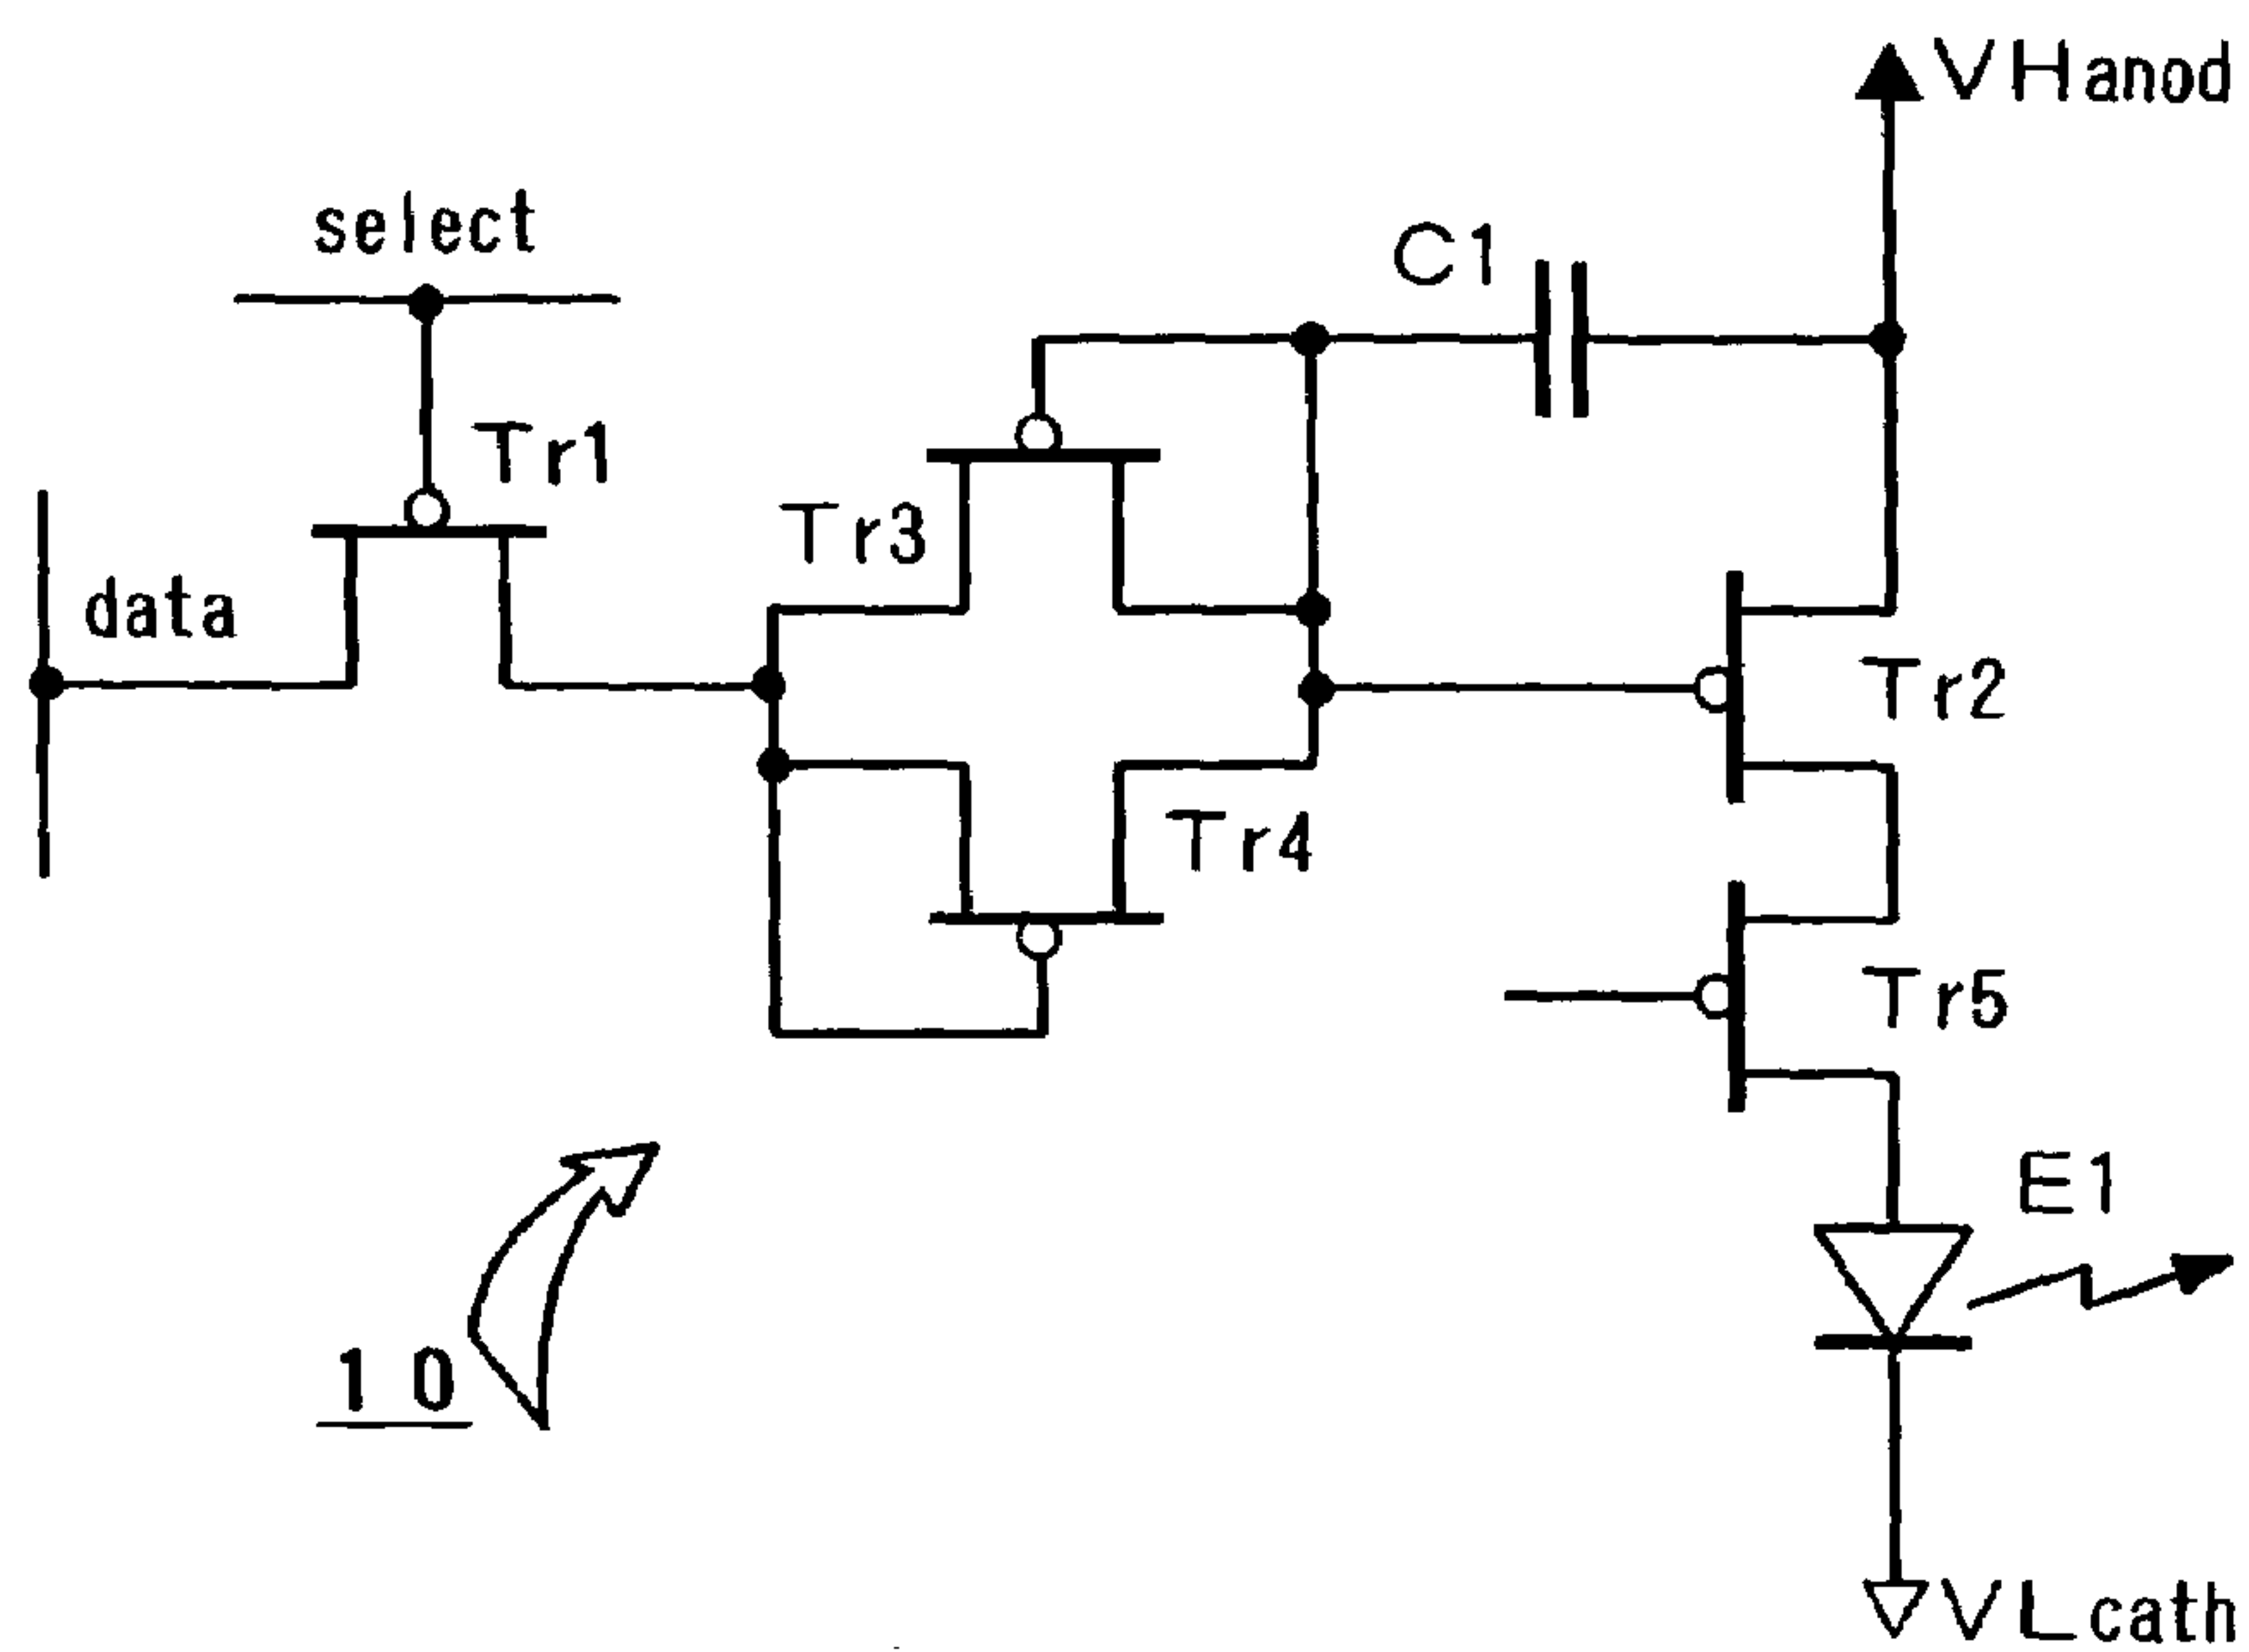 VHanod
select
C1
Tr1
Tr3
data
Tr2
Tr4
Tr5
E1
10
VLcath